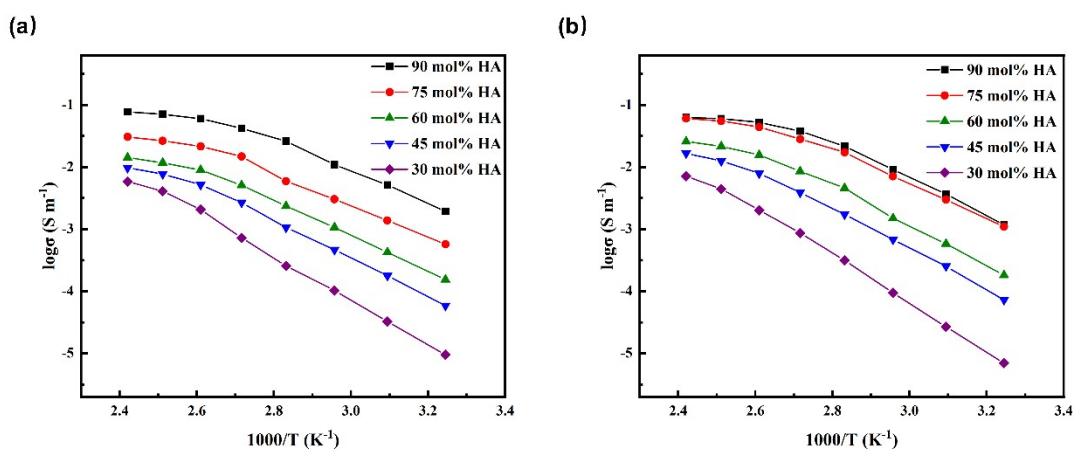 (a)
90 mol% HA
75 mol% HA
60 mol% HA
45 mol% HA
30 mol% HA
-1
-2
-3
-4
-5
logσ (S m⁻¹)
2.4 2.6 2.8 3.0 3.2 3.4
1000/T (K⁻¹)
(b)
90 mol% HA
75 mol% HA
60 mol% HA
45 mol% HA
30 mol% HA
-1
-2
-3
-4
-5
logσ (S m⁻¹)
2.4 2.6 2.8 3.0 3.2 3.4
1000/T (K⁻¹)